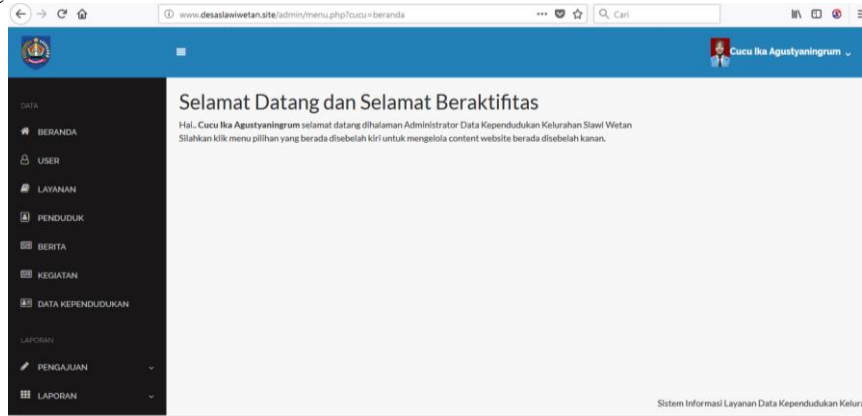 www.desaslawiwetan.site/admin/menu.php?cucu=beranda
Cari
Cucu Ika Agustyaningrum
DATA
BERANDA
USER
LAYANAN
PENDUDUK
BERITA
KEGIATAN
DATA KEPENDUDUKAN
LAPORAN
PENGAJUAN
LAPORAN
Selamat Datang dan Selamat Beraktifitas
Hai.. Cucu Ika Agustyaningrum selamat datang dihalaman Administrator Data Kependudukan Kelurahan Slawi Wetan
Silahkan klik menu pilihan yang berada disebelah kiri untuk mengelola content website berada disebelah kanan.
Sistem Informasi Layanan Data Kependudukan Kelur